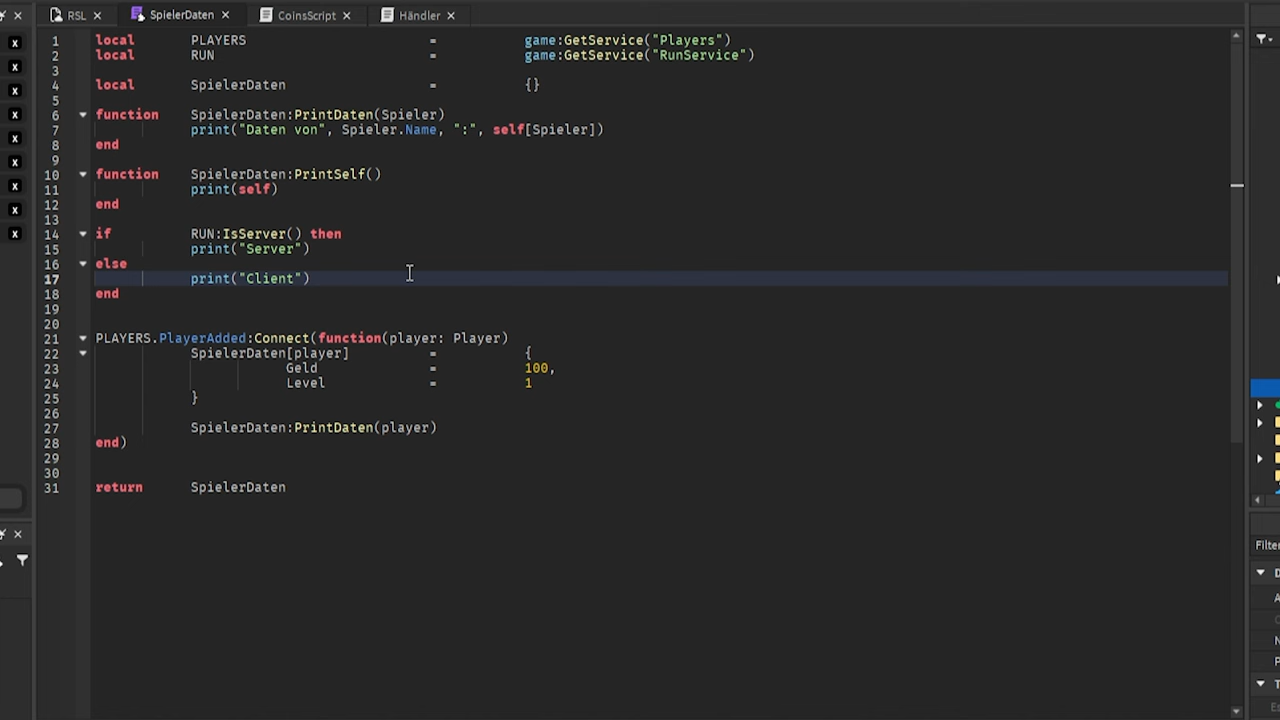 RSL
SpielerDaten
CoinsScript
Händler
1 local PLAYERS = game:GetService("Players")
2 local RUN = game:GetService("RunService")
3
4 local SpielerDaten = {}
5
6 function SpielerDaten:PrintDaten(Spieler)
7 print("Daten von", Spieler.Name, ":", self[Spieler])
8 end
9
10 function SpielerDaten:PrintSelf()
11 print(self)
12 end
13
14 if RUN:IsServer() then
15 print("Server")
16 else
17 print("Client")
18 end
19
20
21 PLAYERS.PlayerAdded:Connect(function(player: Player)
22 SpielerDaten[player] = {
23 Geld = 100,
24 Level = 1
25 }
26
27 SpielerDaten:PrintDaten(player)
28 end)
29
30
31 return SpielerDaten